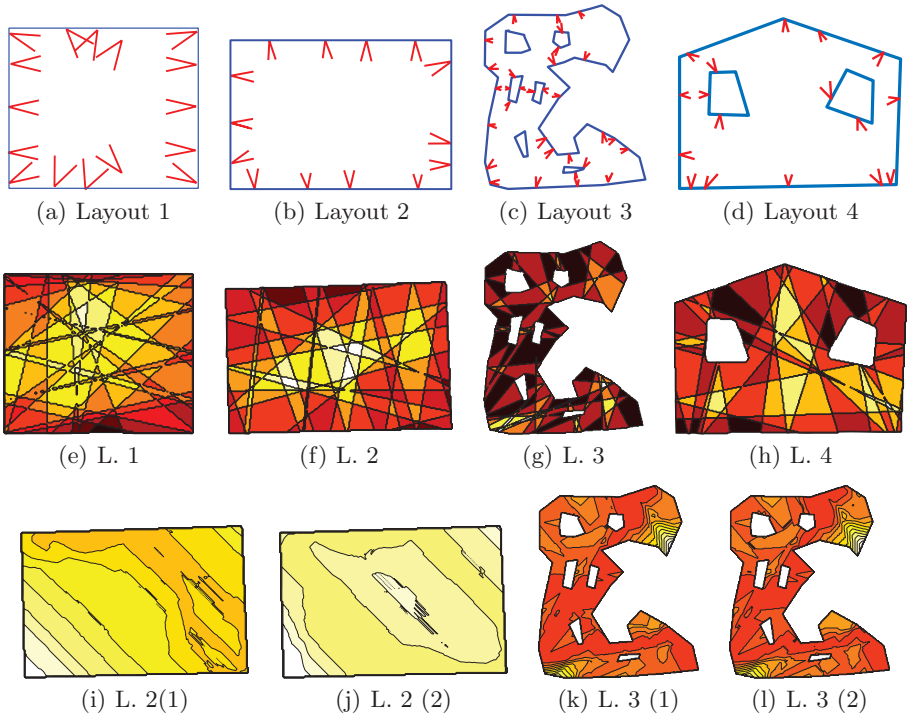 (a) Layout 1
(b) Layout 2
(c) Layout 3
(d) Layout 4
(e) L. 1
(f) L. 2
(g) L. 3
(h) L. 4
(i) L. 2(1)
(j) L. 2 (2)
(k) L. 3 (1)
(l) L. 3 (2)